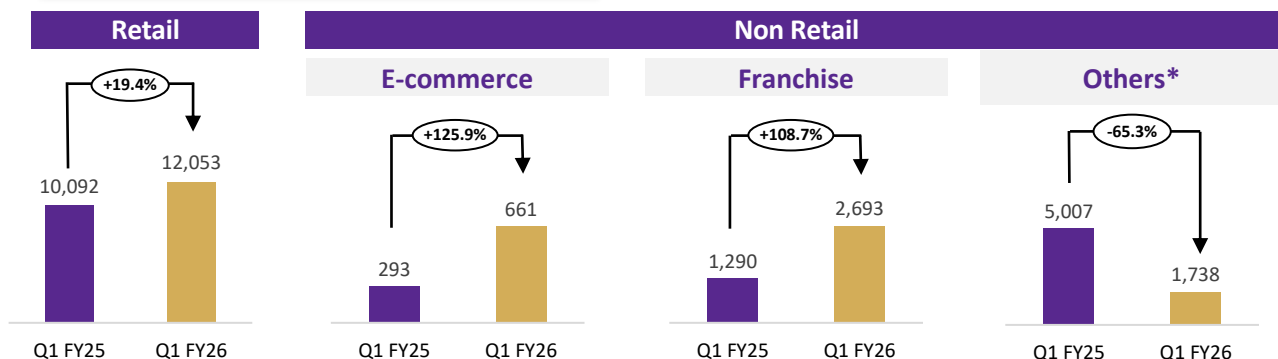 Retail
Non Retail
E-commerce
Franchise
Others*
+19.4%
+125.9%
+108.7%
-65.3%
10,092
12,053
293
661
1,290
2,693
5,007
1,738
Q1 FY25
Q1 FY26
Q1 FY25
Q1 FY26
Q1 FY25
Q1 FY26
Q1 FY25
Q1 FY26